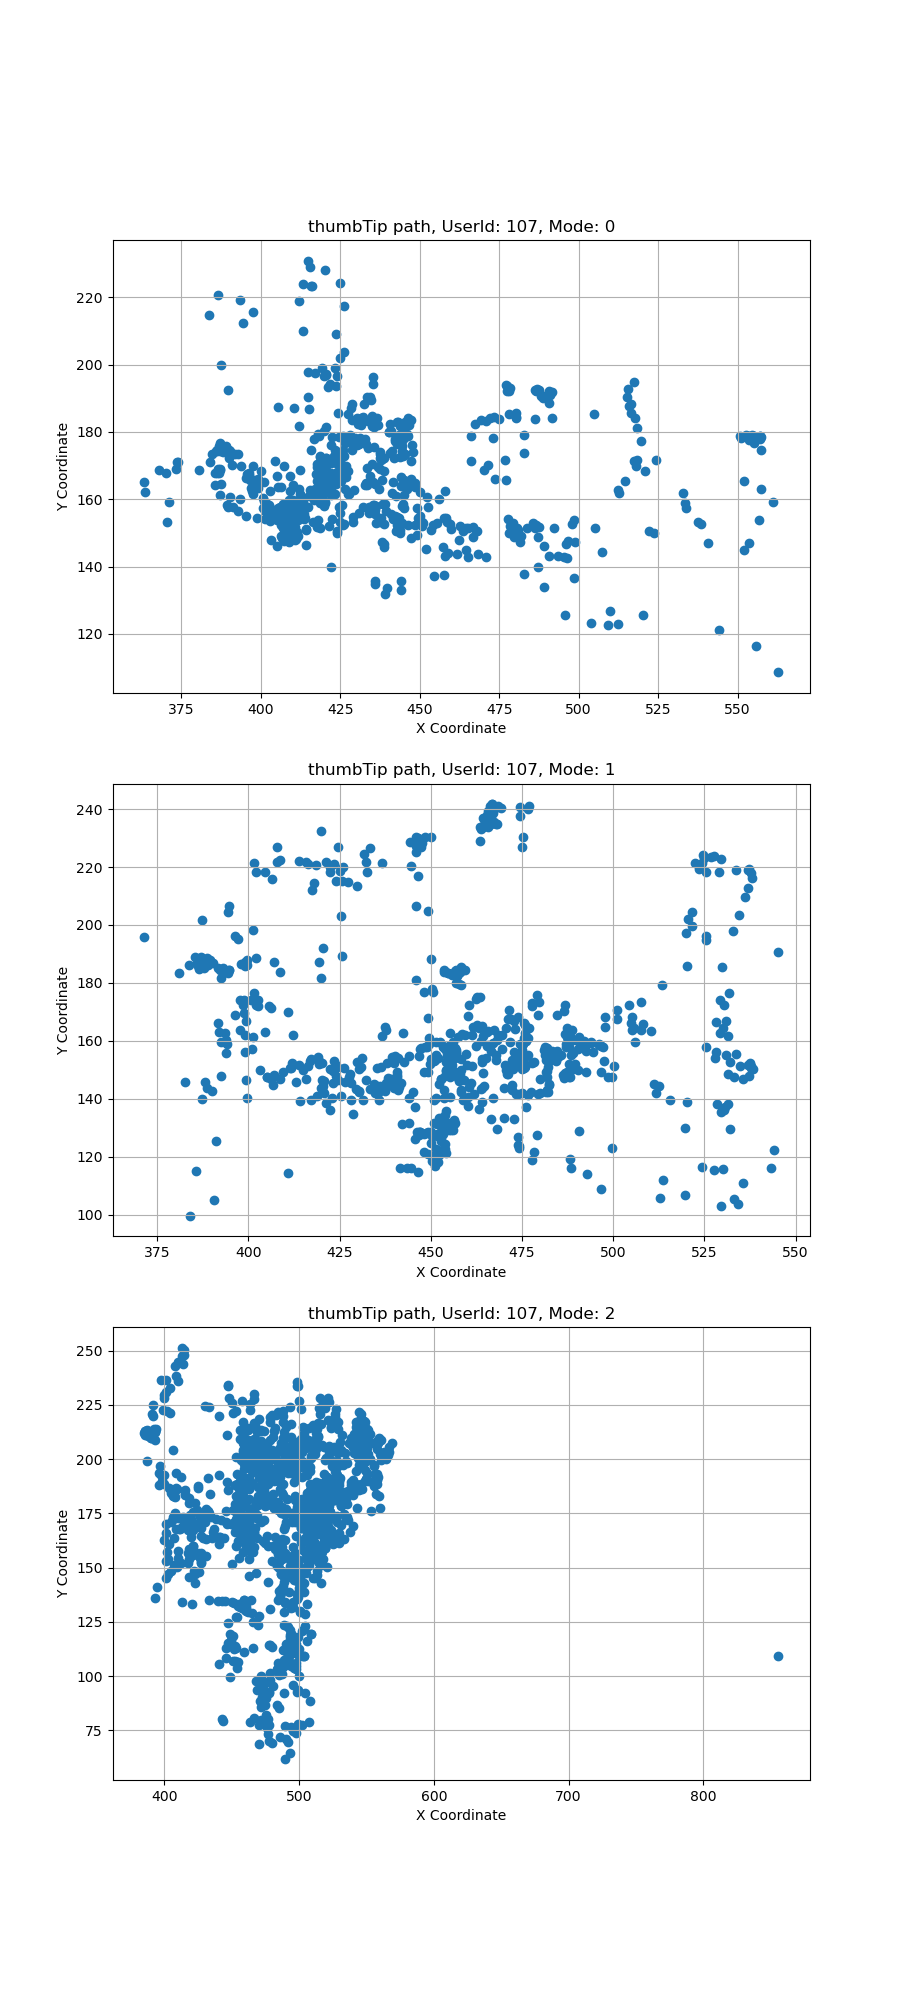 thumbTip path, UserId: 107, Mode: 0
220
200
180
160
140
120
Y Coordinate
375 400 425 450 475 500 525 550
X Coordinate
thumbTip path, UserId: 107, Mode: 1
240
220
200
180
160
140
120
100
Y Coordinate
375 400 425 450 475 500 525 550
X Coordinate
thumbTip path, UserId: 107, Mode: 2
250
225
200
175
150
125
100
75
Y Coordinate
400 500 600 700 800
X Coordinate